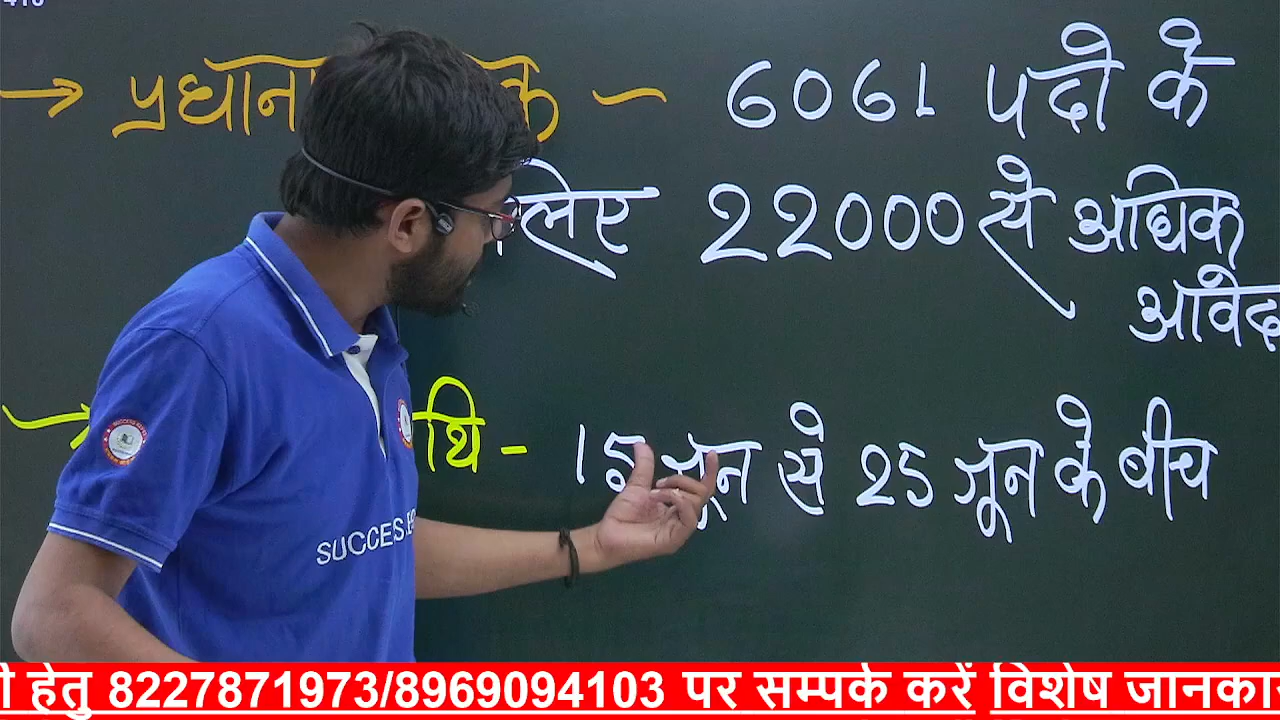 → प्रधाना क - 6061 पदो के
लिए 22000 से अधिक
आवेद
→ थि - 15 जून से 25 जून के बीच
SUCCESS
ी हेतु 8227871973/8969094103 पर सम्पर्क करें विशेष जानका